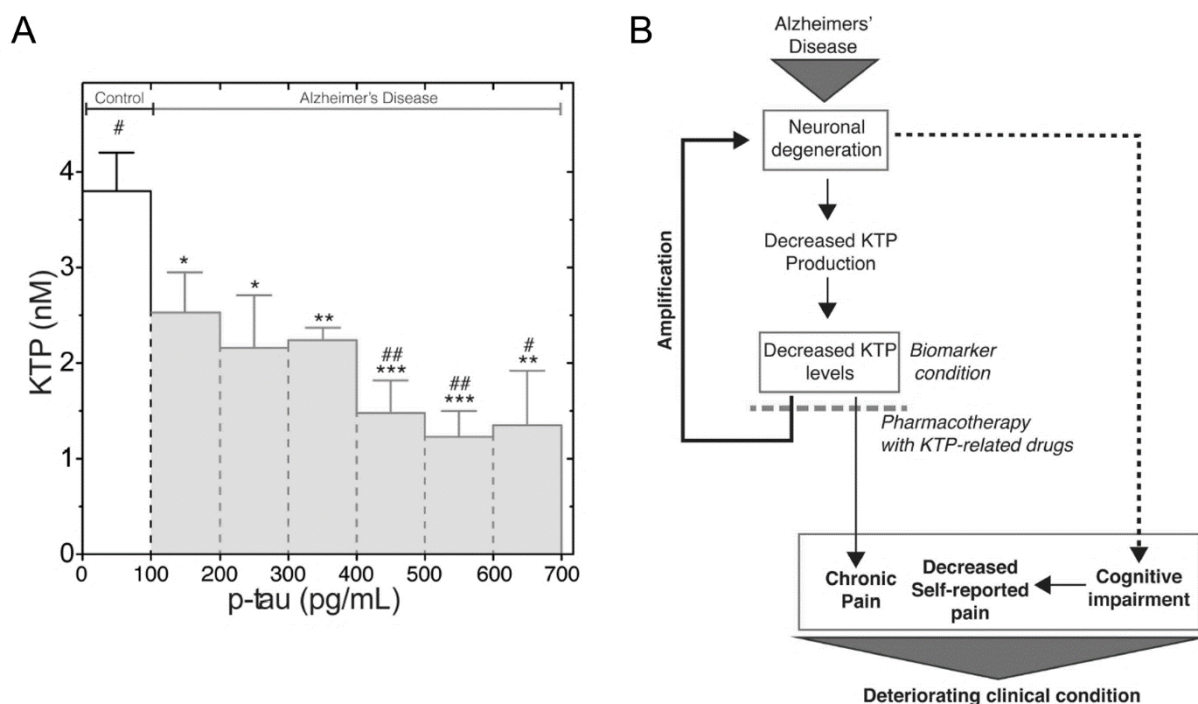 A
Control
Alzheimer's Disease
#
*
*
**
##
***
##
***
#
**
KTP (nM)
4
3
2
1
0
0 100 200 300 400 500 600 700
p-tau (pg/mL)
B
Alzheimers'
Disease
Neuronal
degeneration
Decreased KTP
Production
Amplification
Decreased KTP
levels
Biomarker
condition
Pharmacotherapy
with KTP-related drugs
Chronic
Pain
Decreased
Self-reported
pain
Cognitive
impairment
Deteriorating clinical condition